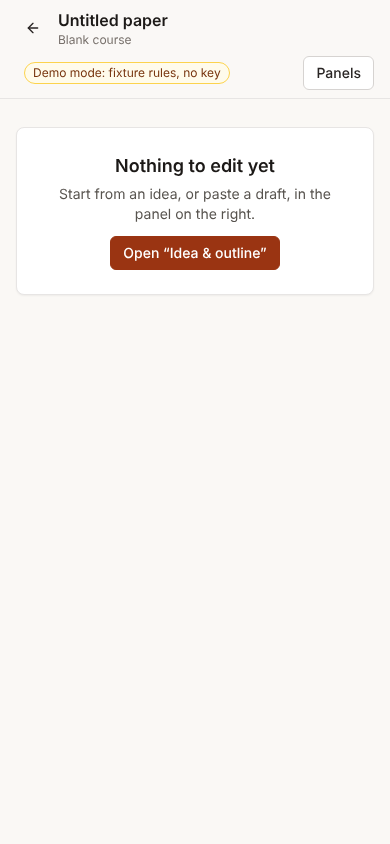 Untitled paper
Blank course
Demo mode: fixture rules, no key
Panels
Nothing to edit yet
Start from an idea, or paste a draft, in the
panel on the right.
Open “Idea & outline”